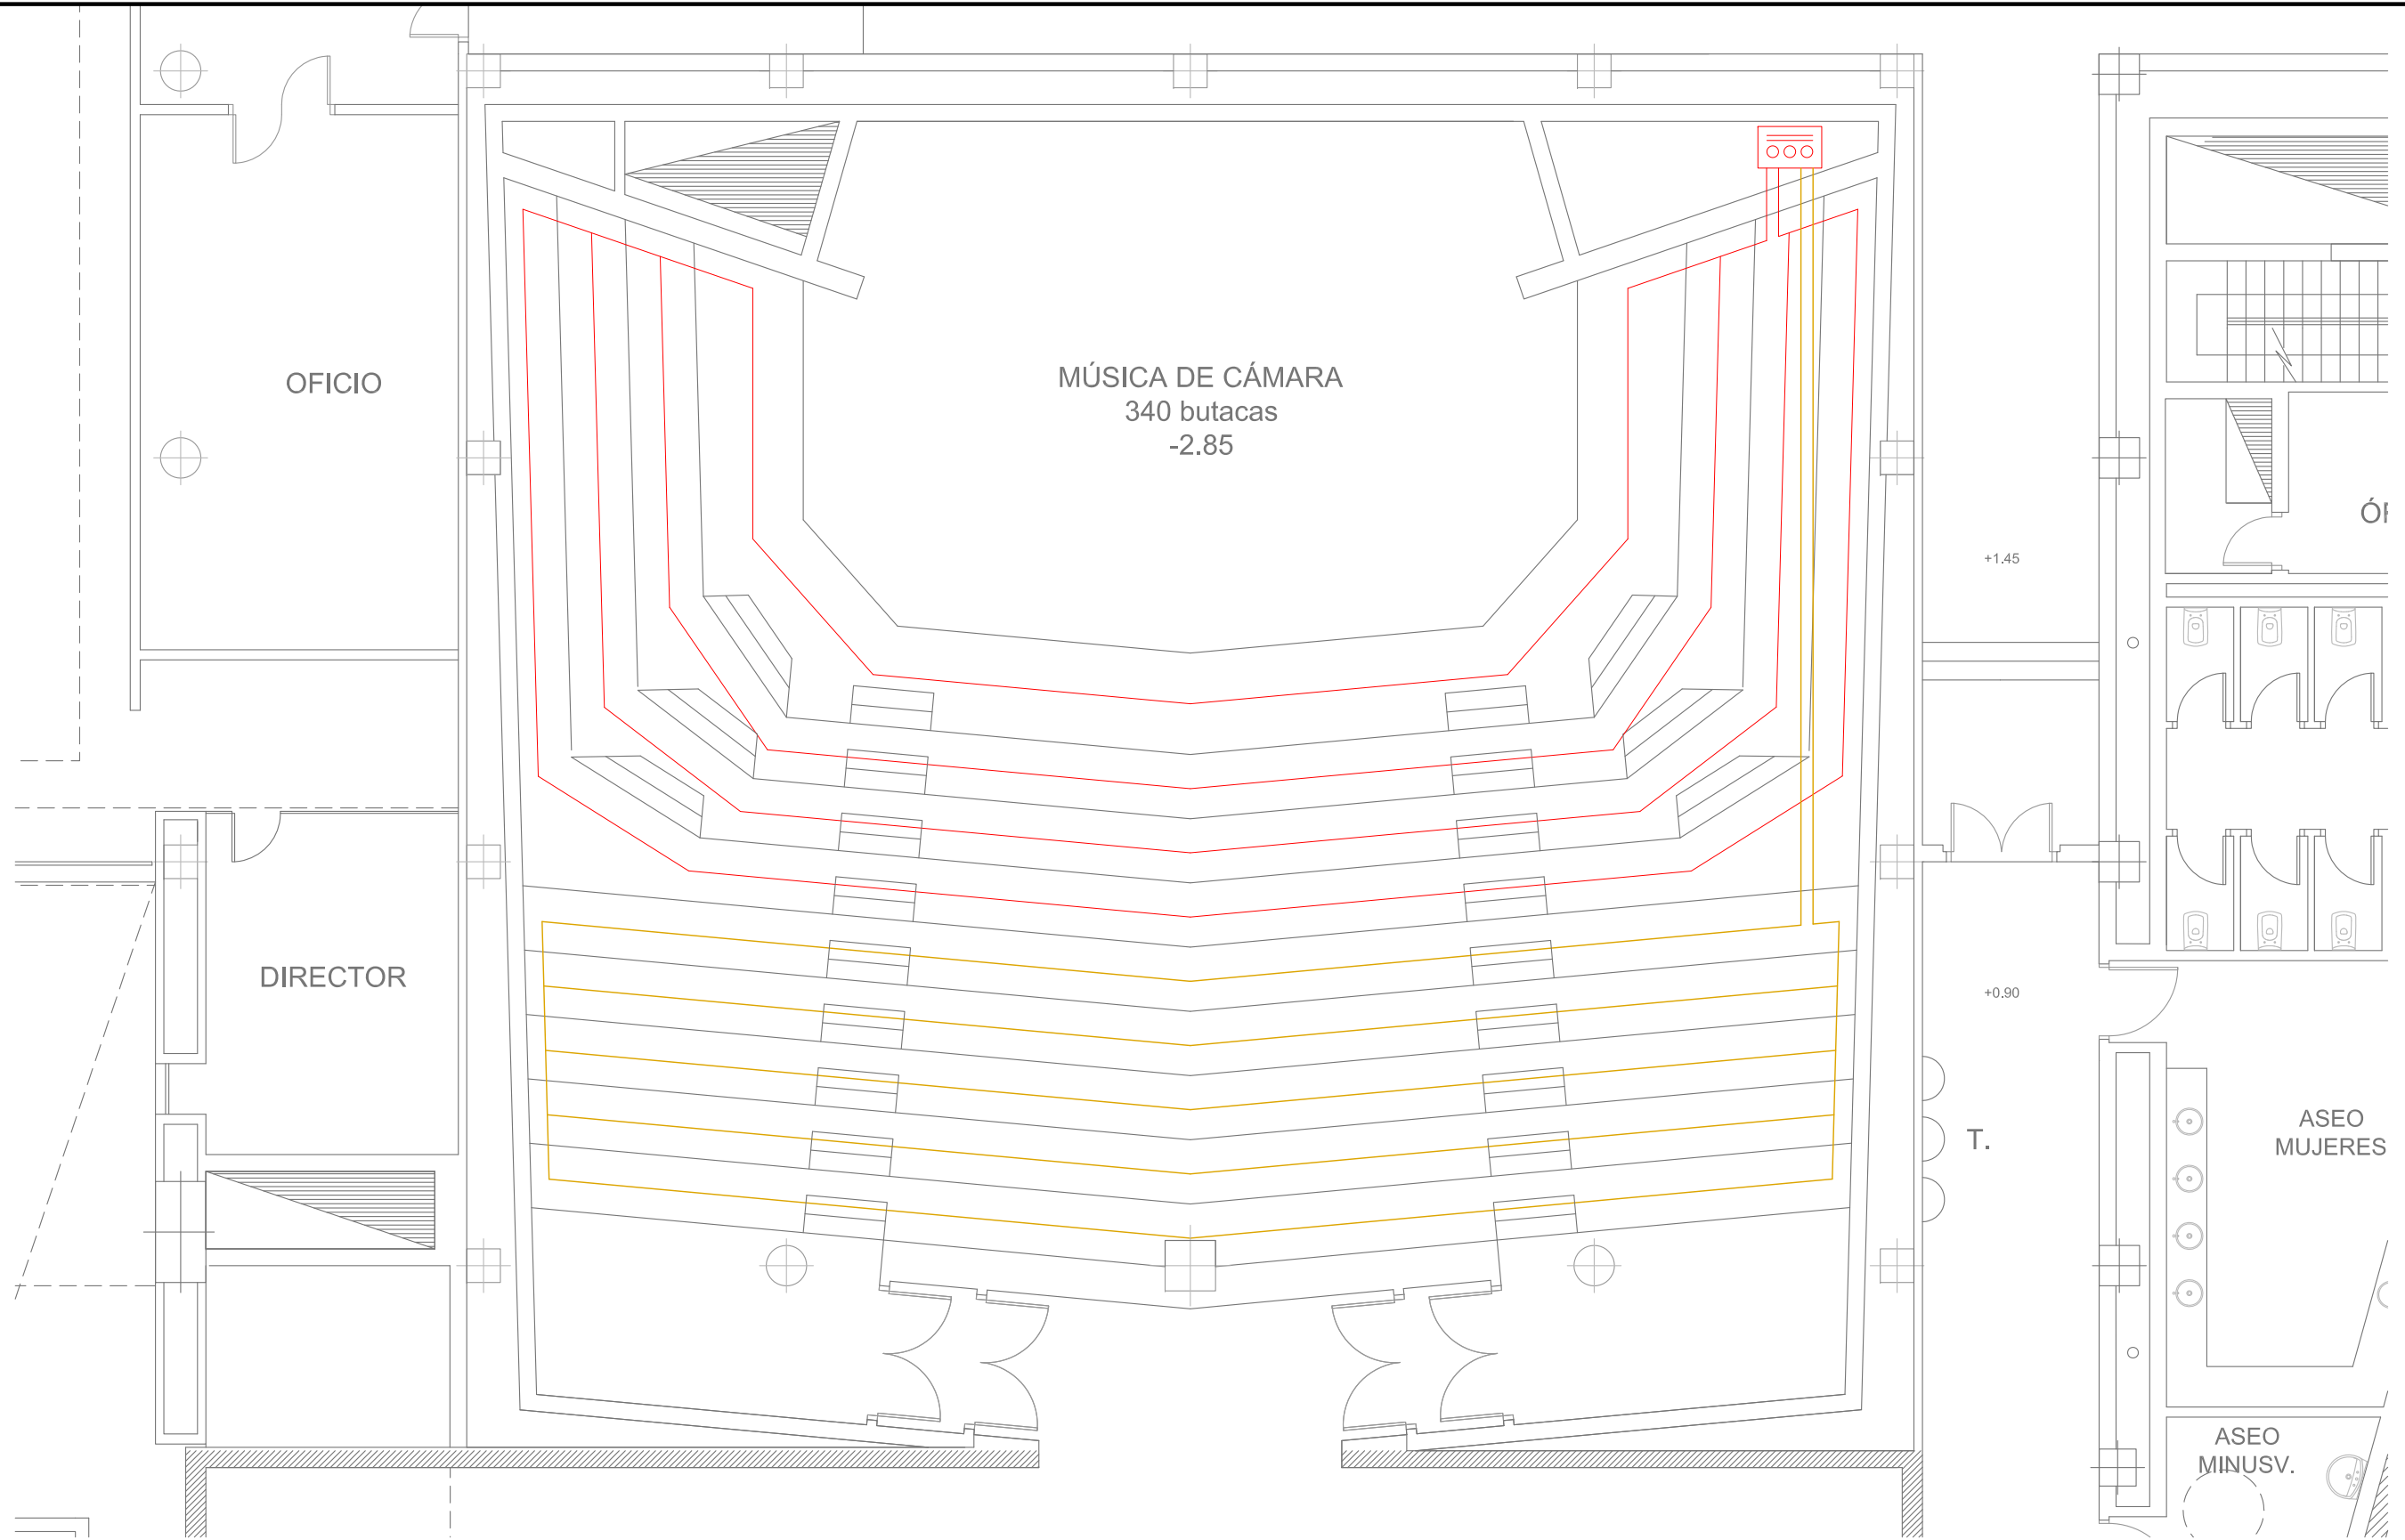 OFICIO
MÚSICA DE CÁMARA
340 butacas
-2.85
+1.45
DIRECTOR
+0.90
T.
ASEO
MUJERES
ASEO
MINUSV.